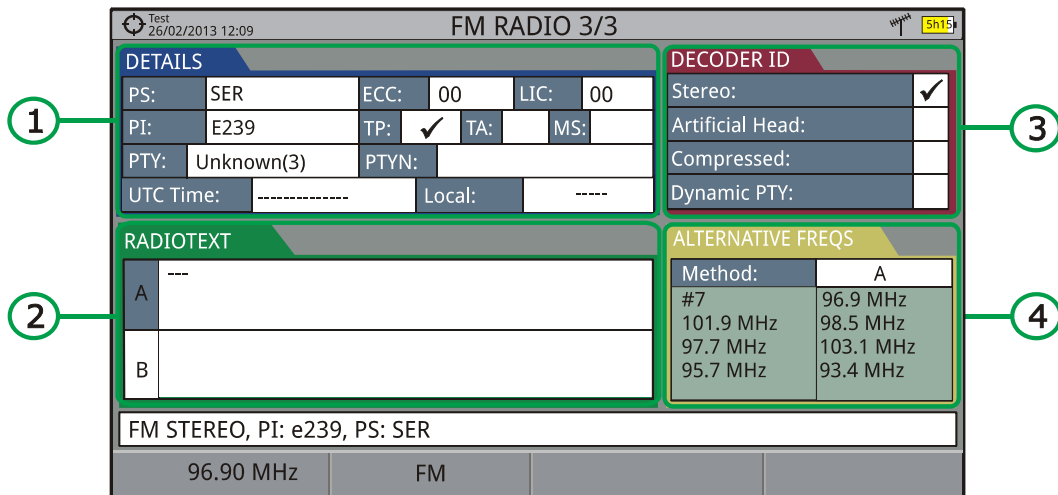 Test
26/02/2013 12:09
FM RADIO 3/3
5h15
DETAILS
PS: SER ECC: 00 LIC: 00
PI: E239 TP: ✓ TA: MS:
PTY: Unknown(3) PTYN:
UTC Time: -------------- Local: -----
1
DECODER ID
Stereo: ✓
Artificial Head:
Compressed:
Dynamic PTY:
3
RADIOTEXT
A ---
B
2
ALTERNATIVE FREQS
Method: A
#7 96.9 MHz
101.9 MHz 98.5 MHz
97.7 MHz 103.1 MHz
95.7 MHz 93.4 MHz
4
FM STEREO, PI: e239, PS: SER
96.90 MHz FM